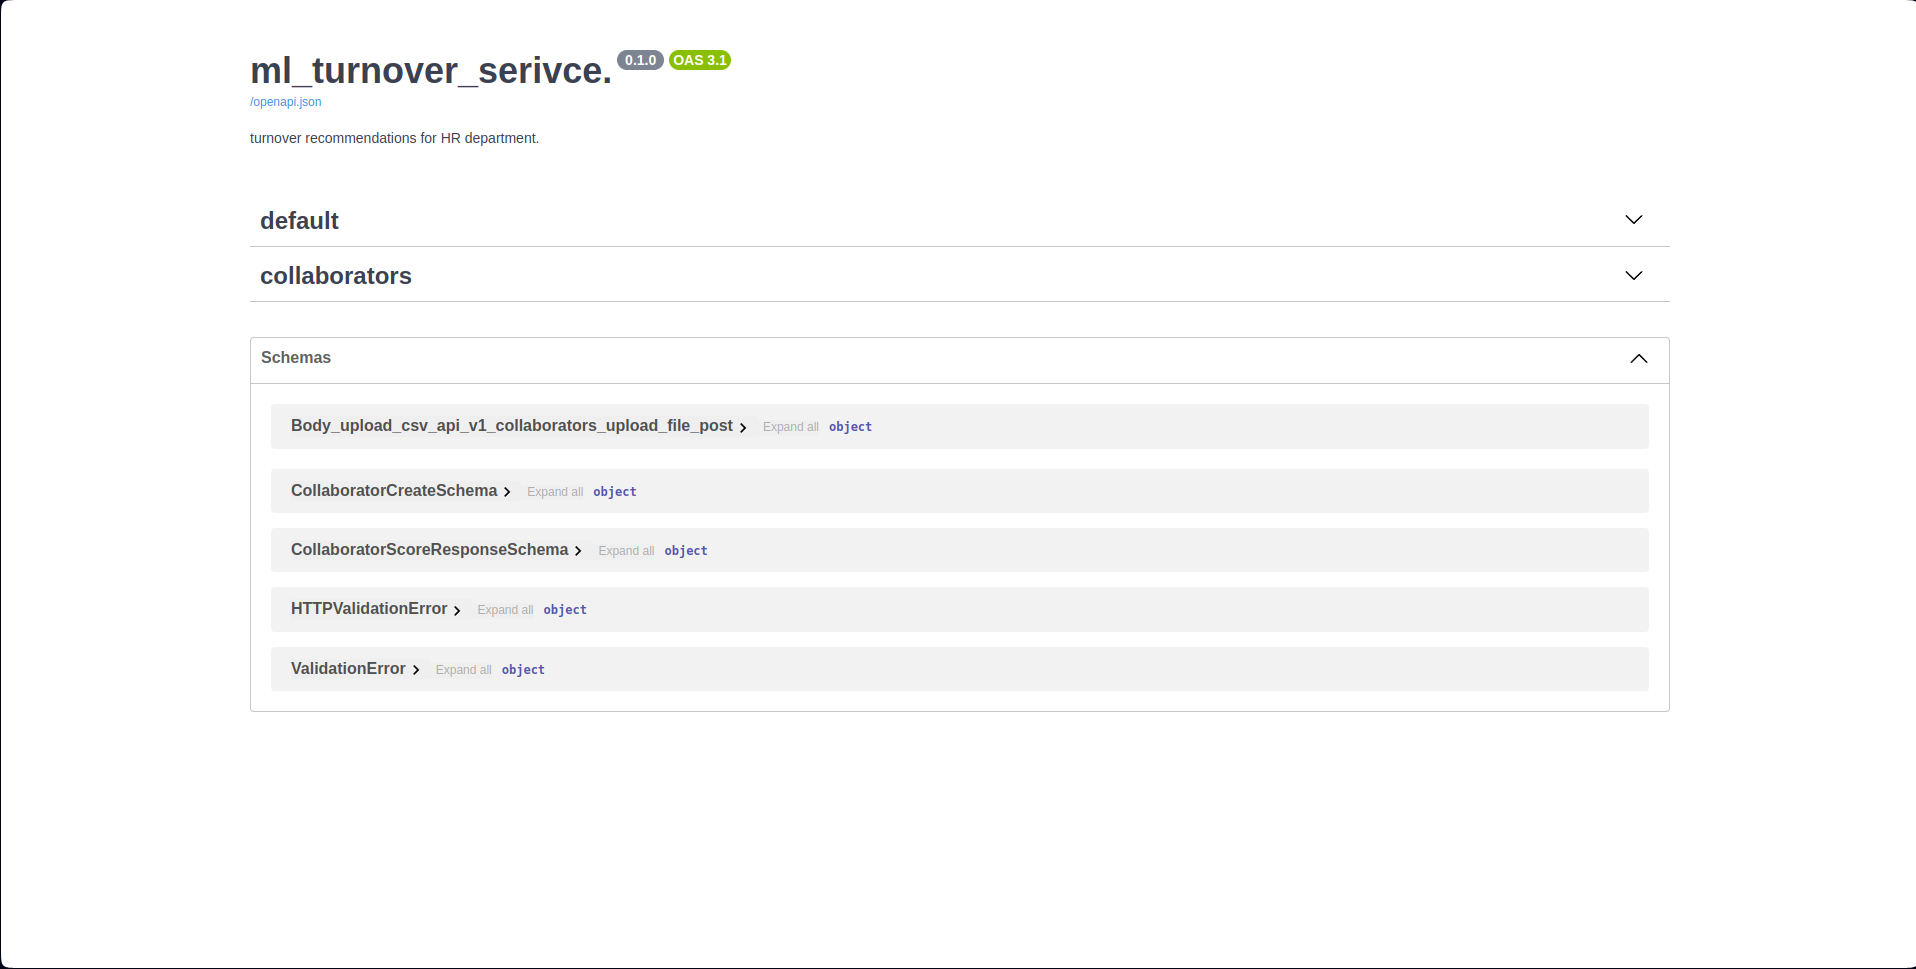 ml_turnover_serivce. 0.1.0 OAS 3.1
/openapi.json
turnover recommendations for HR department.
default
collaborators
Schemas
Body_upload_csv_api_v1_collaborators_upload_file_post Expand all object
CollaboratorCreateSchema Expand all object
CollaboratorScoreResponseSchema Expand all object
HTTPValidationError Expand all object
ValidationError Expand all object